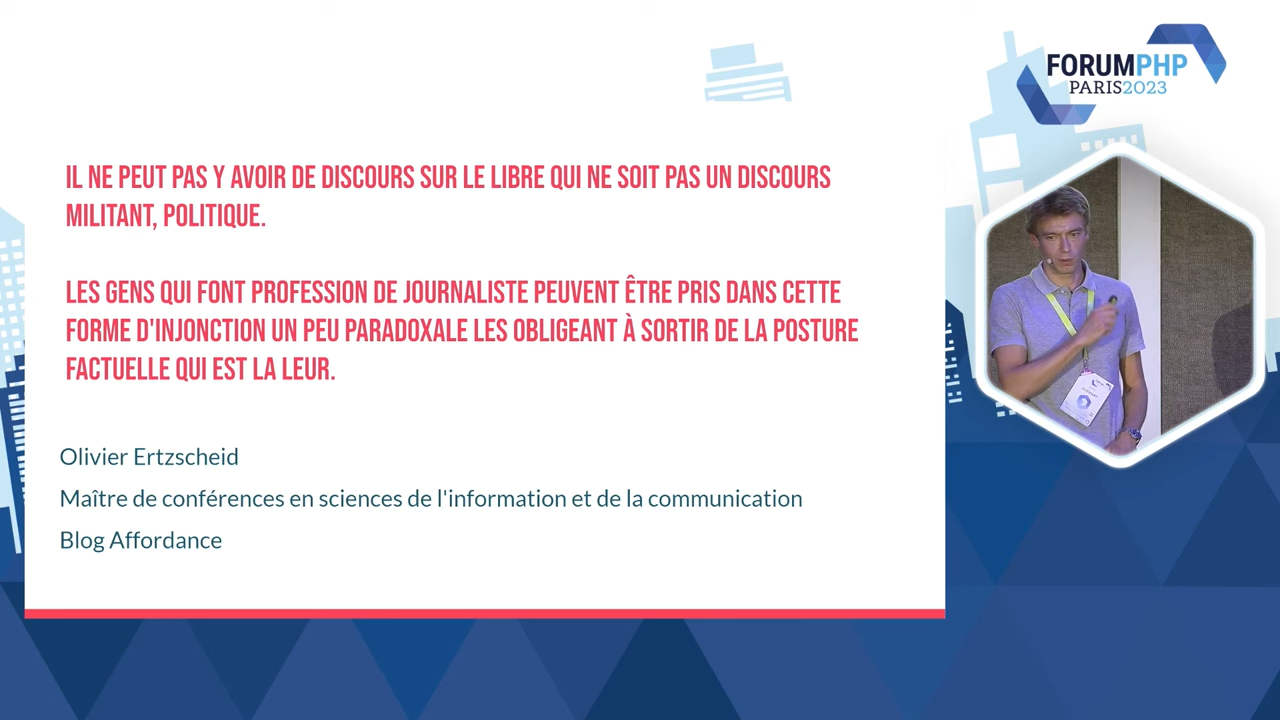 FORUMPHP
PARIS2023
IL NE PEUT PAS Y AVOIR DE DISCOURS SUR LE LIBRE QUI NE SOIT PAS UN DISCOURS
MILITANT, POLITIQUE.
LES GENS QUI FONT PROFESSION DE JOURNALISTE PEUVENT ÊTRE PRIS DANS CETTE
FORME D'INJONCTION UN PEU PARADOXALE LES OBLIGEANT À SORTIR DE LA POSTURE
FACTUELLE QUI EST LA LEUR.
Olivier Ertzscheid
Maître de conférences en sciences de l'information et de la communication
Blog Affordance